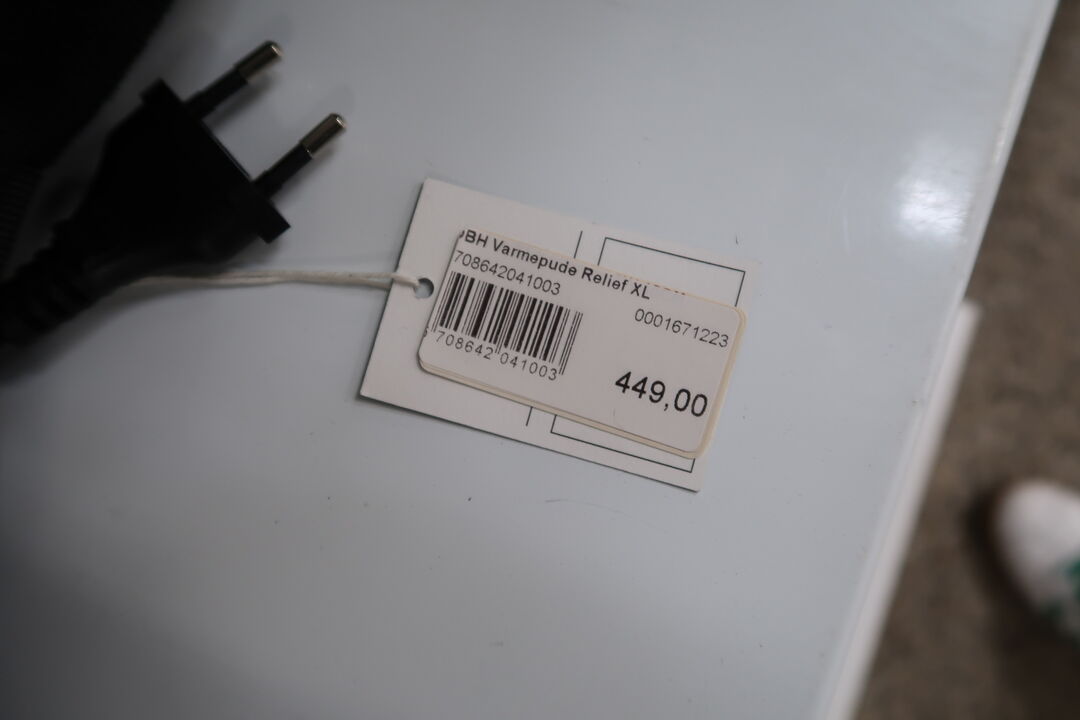 BH Varmepude Relief XL
708642041003
0001671223
708642 041003
449,00